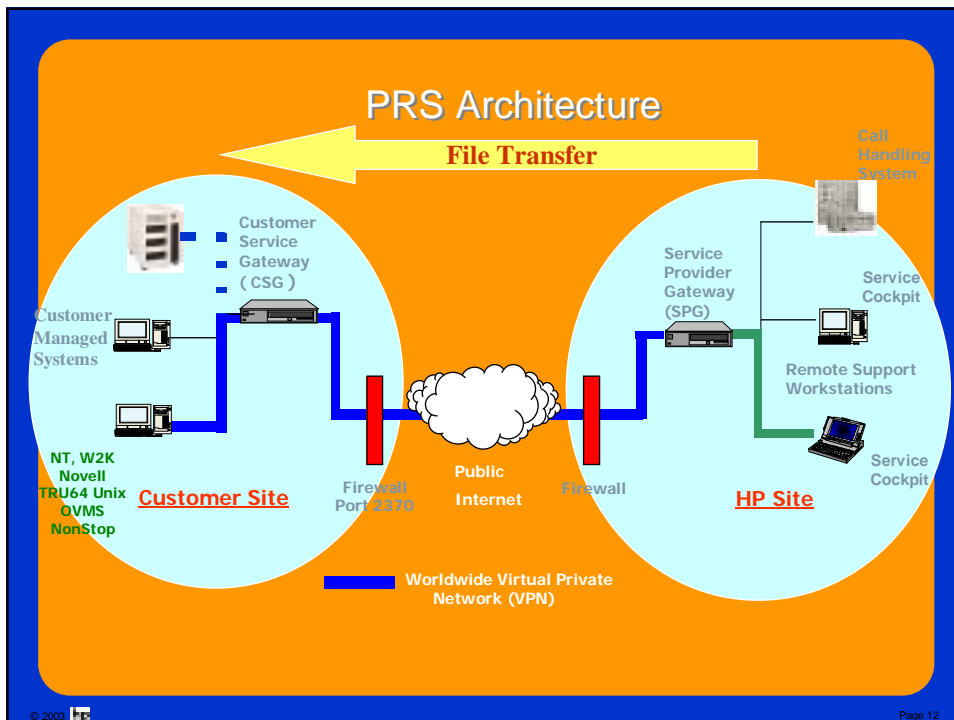 PRS Architecture
File Transfer
Call
Handling
System
Customer
Service
Gateway
( CSG )
Service
Provider
Gateway
(SPG)
Service
Cockpit
Customer
Managed
Systems
Remote Support
Workstations
NT, W2K
Novell
TRU64 Unix
OVMS
NonStop
Customer Site
Firewall
Port 2370
Public
Internet
Firewall
HP Site
Service
Cockpit
Worldwide Virtual Private
Network (VPN)
© 2003
Page 12